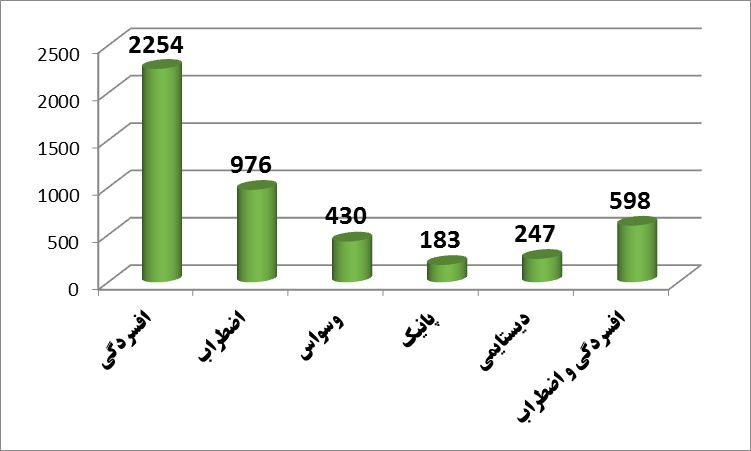 2500
2000
1500
1000
500
0
2254
976
430
183
247
598
افسردگی
اضطراب
وسواس
پانیک
دیستایمی
افسردگی و اضطراب